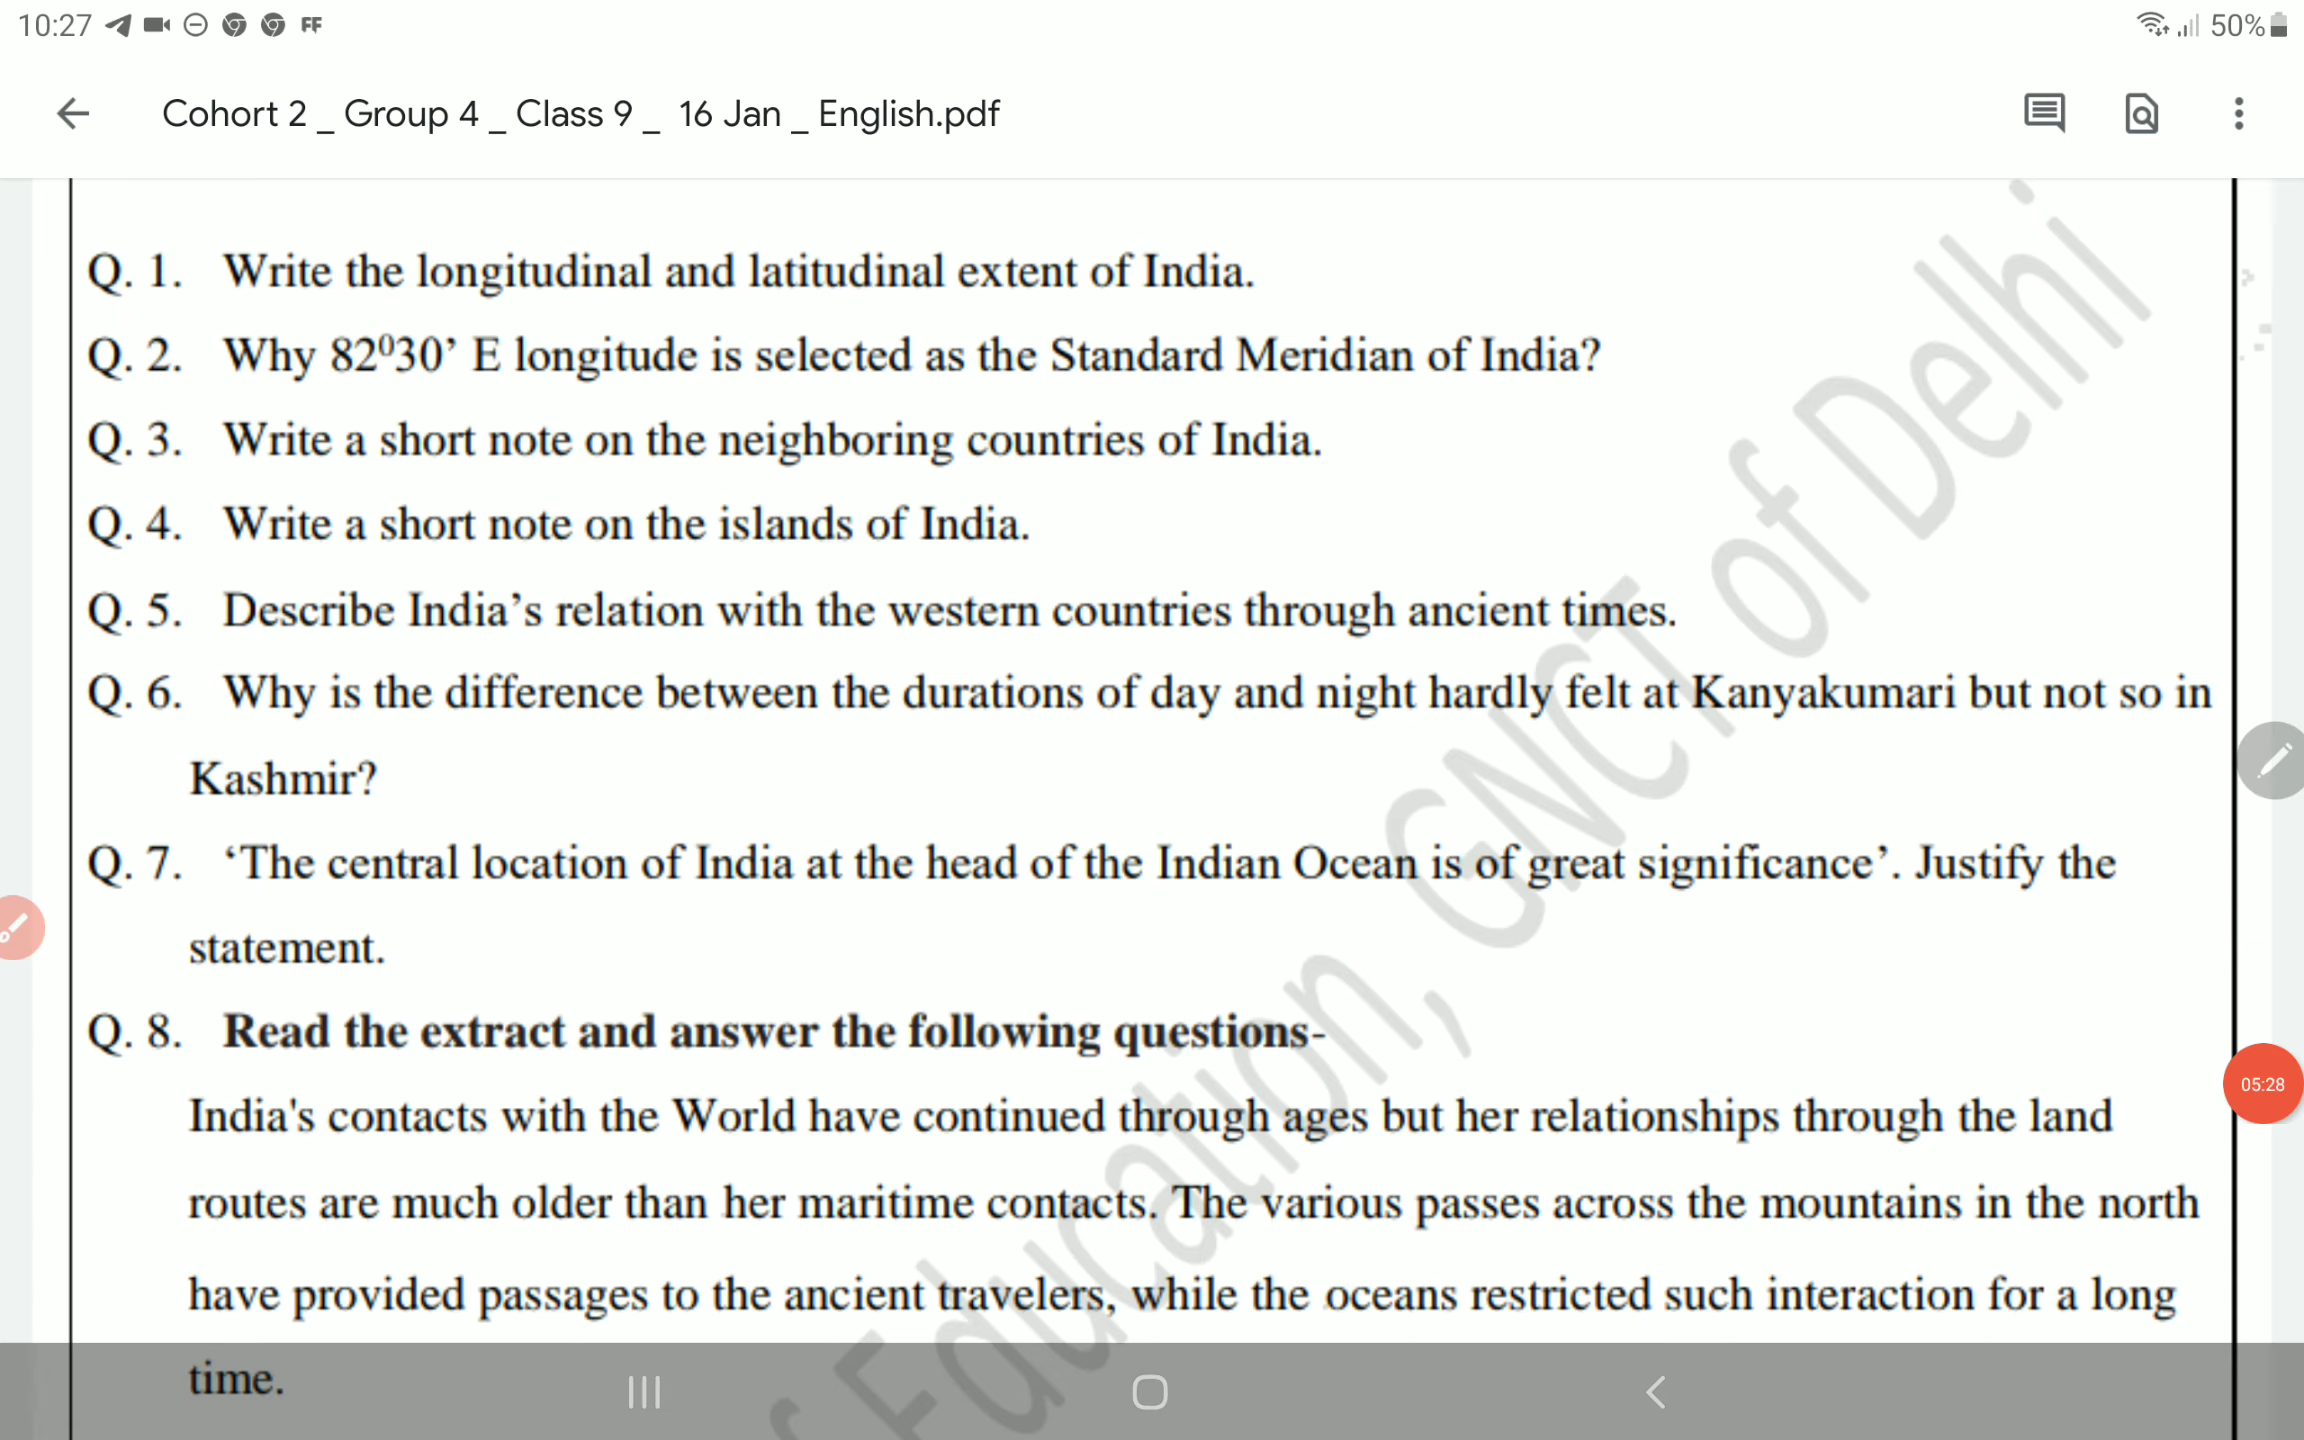 10:27 FF 50%
Cohort 2 _ Group 4 _ Class 9 _ 16 Jan _ English.pdf
Q. 1. Write the longitudinal and latitudinal extent of India.
Q. 2. Why 82⁰30’ E longitude is selected as the Standard Meridian of India?
Q. 3. Write a short note on the neighboring countries of India.
Q. 4. Write a short note on the islands of India.
Q. 5. Describe India’s relation with the western countries through ancient times.
Q. 6. Why is the difference between the durations of day and night hardly felt at Kanyakumari but not so in
Kashmir?
Q. 7. ‘The central location of India at the head of the Indian Ocean is of great significance’. Justify the
statement.
Q. 8. Read the extract and answer the following questions-
India's contacts with the World have continued through ages but her relationships through the land
05:28
routes are much older than her maritime contacts. The various passes across the mountains in the north
have provided passages to the ancient travelers, while the oceans restricted such interaction for a long
time.
f Education, GNCT of Delhi